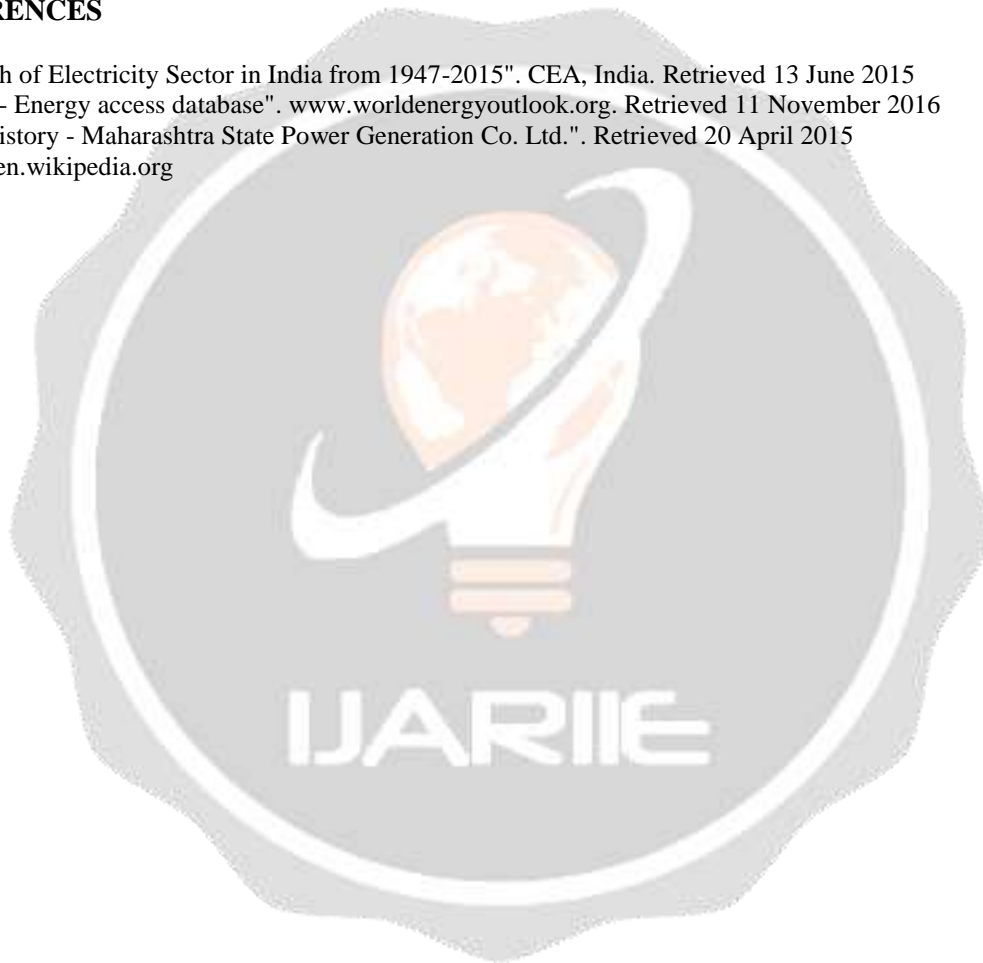 RENCES
h of Electricity Sector in India from 1947-2015". CEA, India. Retrieved 13 June 2015
- Energy access database". www.worldenergyoutlook.org. Retrieved 11 November 2016
istory - Maharashtra State Power Generation Co. Ltd.". Retrieved 20 April 2015
en.wikipedia.org
IJARIIE